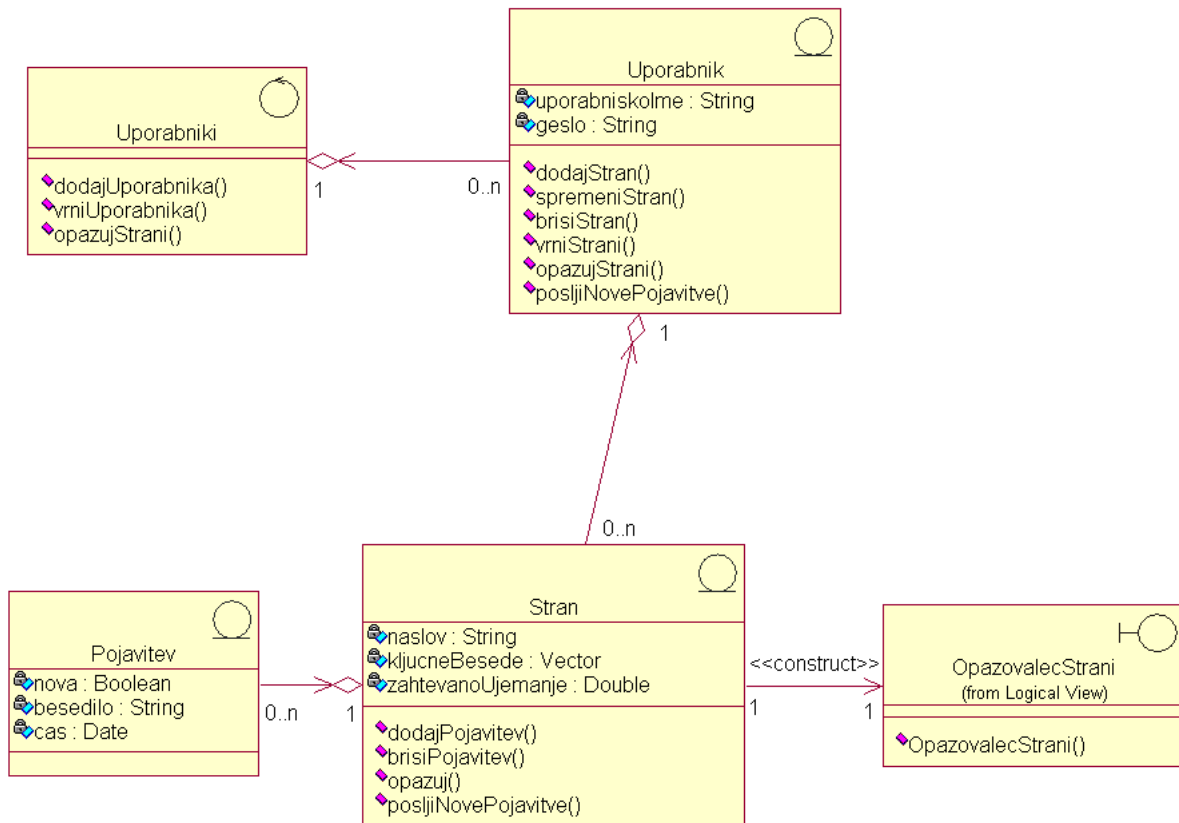 Uporabniki
dodajUporabnika()
vrniUporabnika()
opazujStrani()
1
0..n
Uporabnik
uporabniskoIme : String
geslo : String
dodajStran()
spremeniStran()
brisiStran()
vrniStrani()
opazujStrani()
posljiNovePojavitve()
1
0..n
Pojavitev
nova : Boolean
besedilo : String
cas : Date
0..n
1
Stran
naslov : String
kljucneBesede : Vector
zahtevanoUjemanje : Double
dodajPojavitev()
brisiPojavitev()
opazuj()
posljiNovePojavitve()
<<construct>>
1
1
OpazovalecStrani
(from Logical View)
OpazovalecStrani()